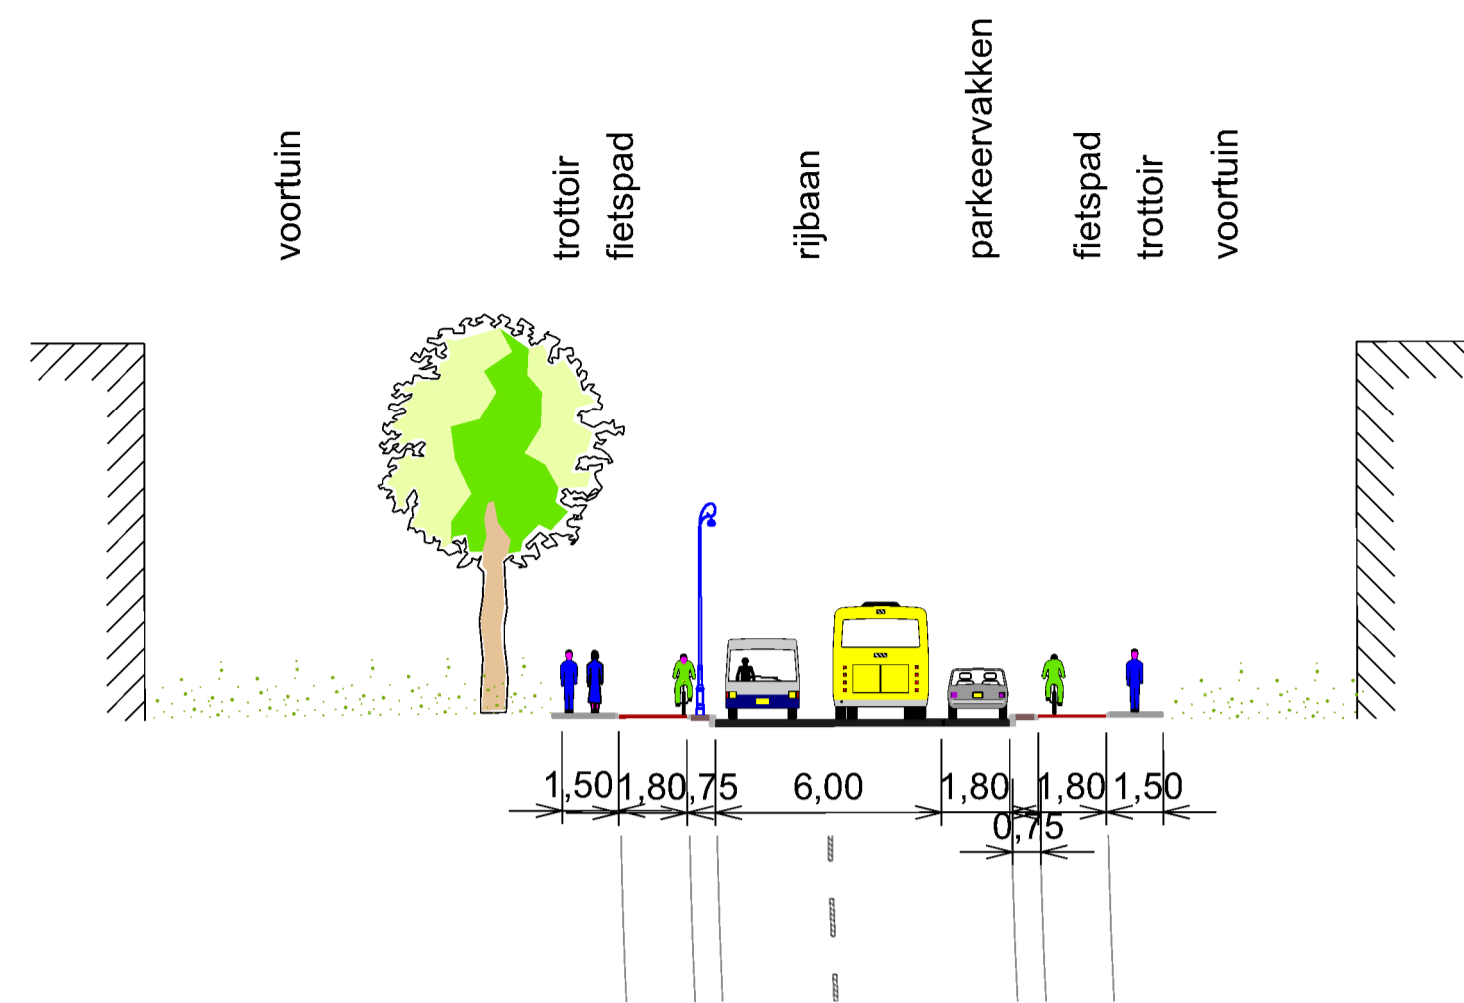 voortuin
trottoir
fietspad
rijbaan
parkeervakken
fietspad
trottoir
voortuin
1,50
1,80
,75
6,00
1,80
1,80
1,50
0,75